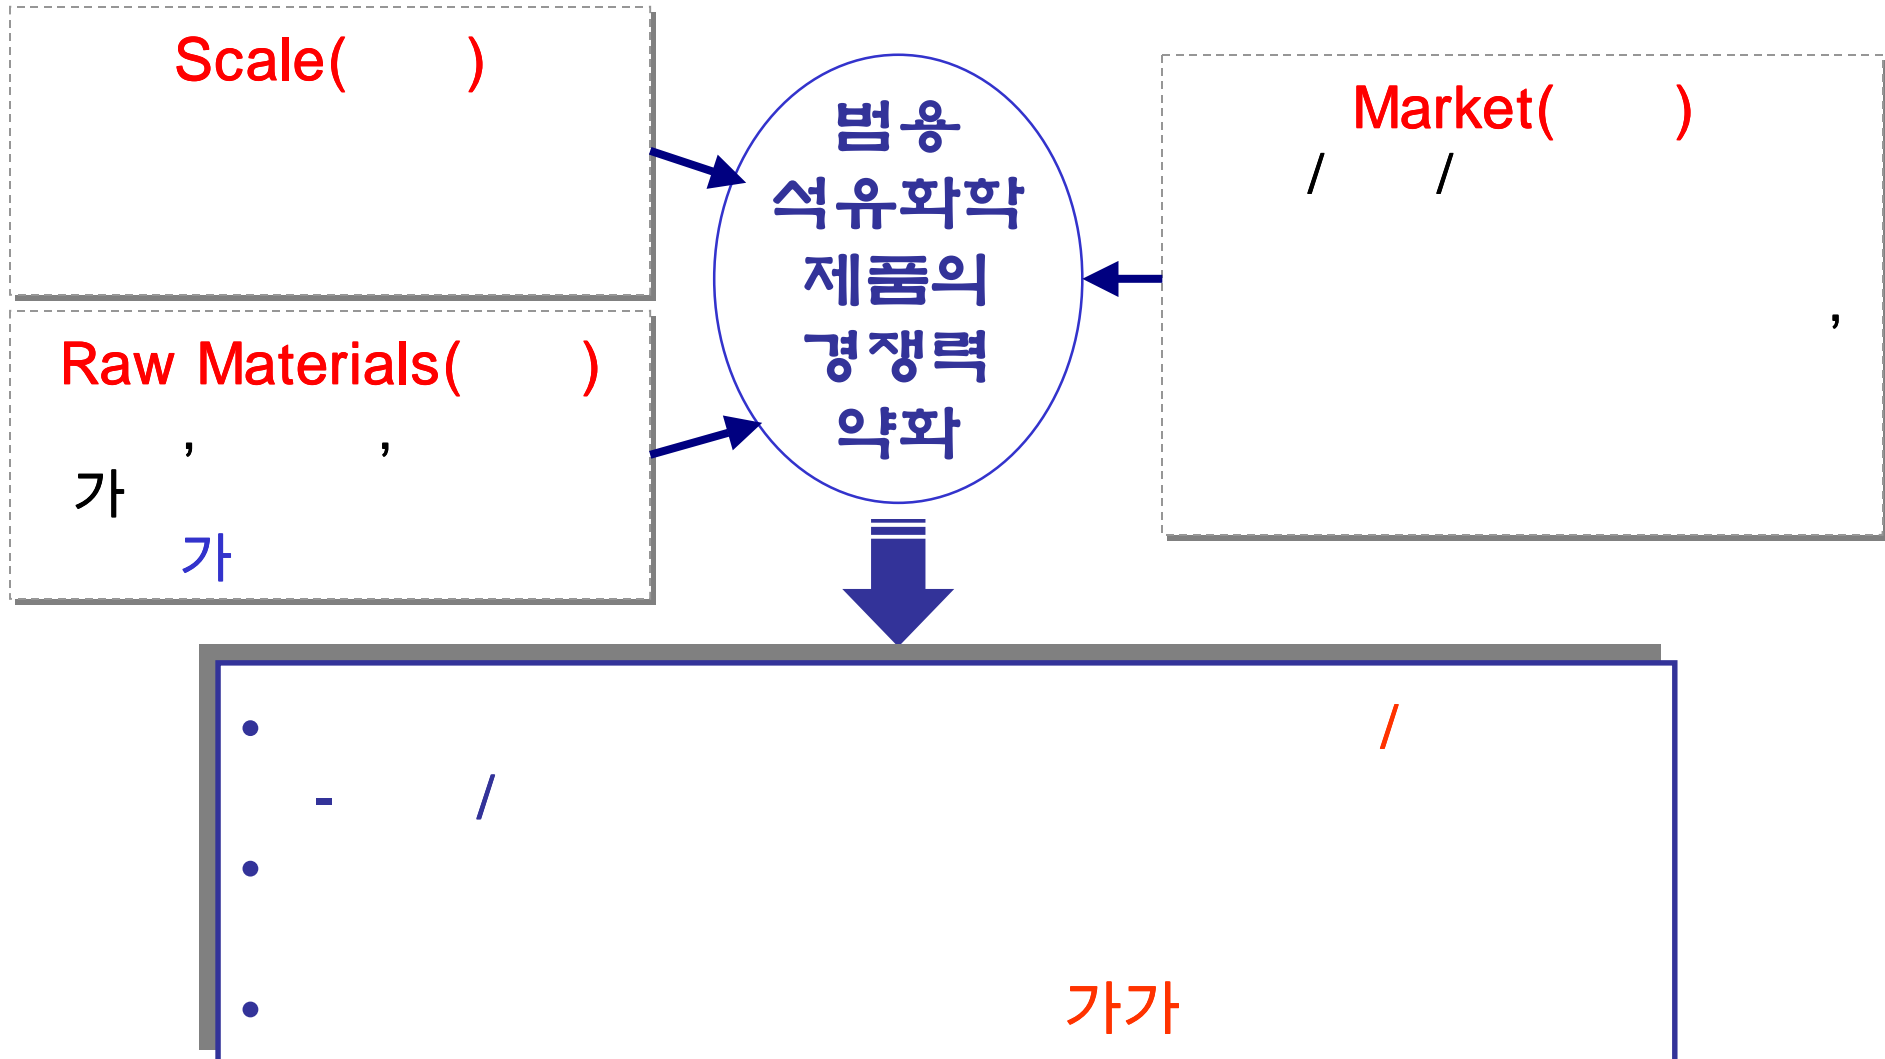 Scale(    )
Raw Materials(    )
,    ,
가
가
범용
석유화학
제품의
경쟁력
약화
Market(    )
/    /
,
•    /
-    /
•
•    가가